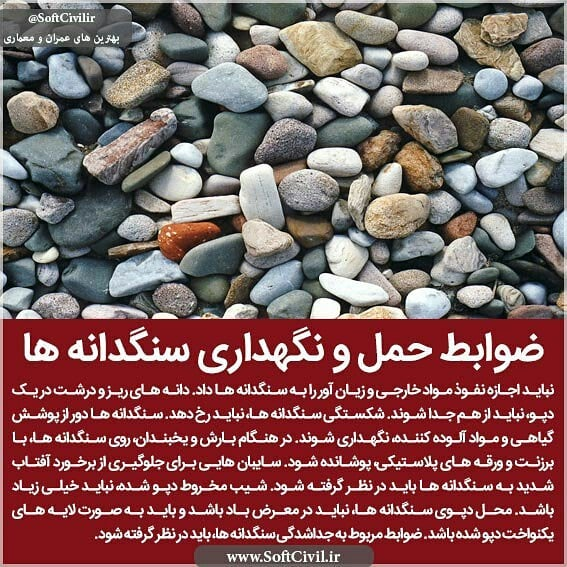 @SoftCivilir
بهترین های عمران و معماری
ضوابط حمل و نگهداری سنگدانه ها
نباید اجازه نفوذ مواد خارجی و زیان آور را به سنگدانه ها داد. دانه های ریز و درشت در یک
دپو، نباید از هم جدا شوند. شکستگی سنگدانه ها، نباید رخ دهد. سنگدانه ها دور از پوشش
گیاهی و مواد آلوده کننده، نگهداری شوند. در هنگام بارش و یخبندان، روی سنگدانه ها، با
برزنت و ورقه های پلاستیکی، پوشانده شود. سایبان هایی برای جلوگیری از برخورد آفتاب
شدید به سنگدانه ها باید در نظر گرفته شود. شیب مخروط دپو شده، نباید خیلی زیاد
باشد. محل دپوی سنگدانه ها، نباید در معرض باد باشد و باید به صورت لایه های
یکنواخت دپو شده باشد. ضوابط مربوط به جداشدگی سنگدانه ها، باید در نظر گرفته شود.
www.SoftCivil.ir